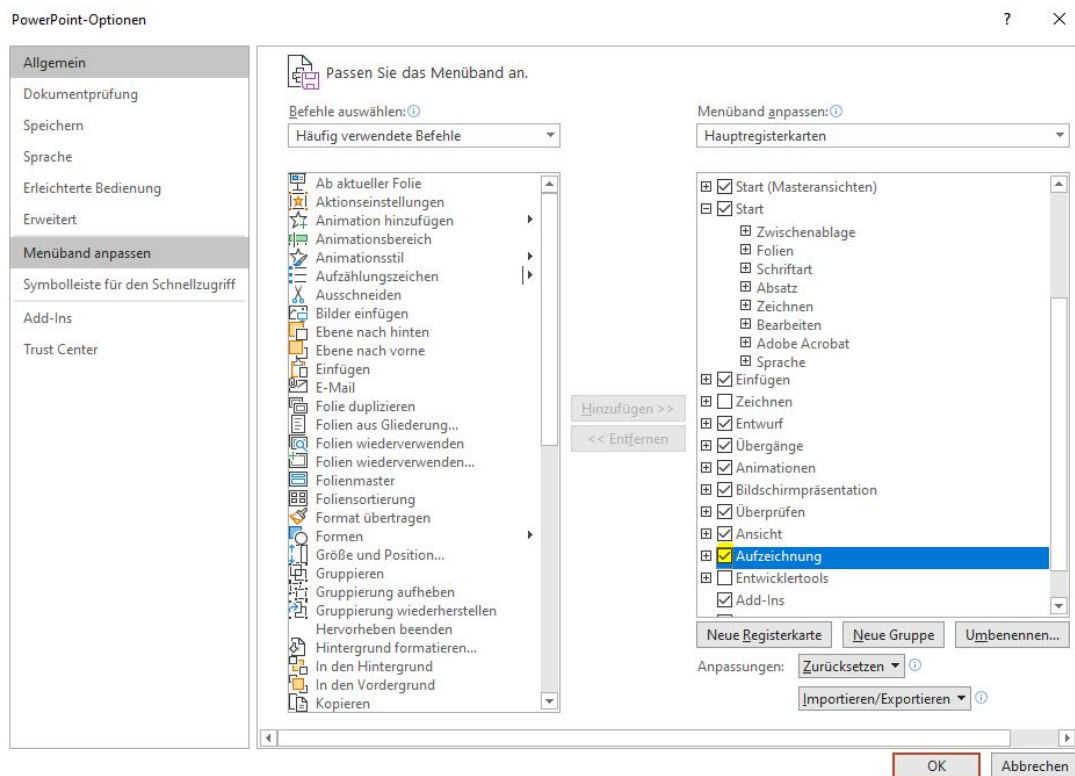 PowerPoint-Optionen
?
Allgemein
Dokumentprüfung
Speichern
Sprache
Erleichterte Bedienung
Erweitert
Menüband anpassen
Symbolleiste für den Schnellzugriff
Add-Ins
Trust Center
Passen Sie das Menüband an.
Befehle auswählen:
Häufig verwendete Befehle
Ab aktueller Folie
Aktionseinstellungen
Animation hinzufügen
Animationsbereich
Animationsstil
Aufzählungszeichen
Ausschneiden
Bilder einfügen
Ebene nach hinten
Ebene nach vorne
Einfügen
E-Mail
Folie duplizieren
Folien aus Gliederung...
Folien wiederverwenden
Folien wiederverwenden...
Folienmaster
Foliensortierung
Format übertragen
Formen
Größe und Position...
Gruppieren
Gruppierung aufheben
Gruppierung wiederherstellen
Hervorheben beenden
Hintergrund formatieren...
In den Hintergrund
In den Vordergrund
Kopieren
Hinzufügen >>
<< Entfernen
Menüband anpassen:
Hauptregisterkarten
Start (Masteransichten)
Start
Zwischenablage
Folien
Schriftart
Absatz
Zeichnen
Bearbeiten
Adobe Acrobat
Sprache
Einfügen
Zeichnen
Entwurf
Übergänge
Animationen
Bildschirmpräsentation
Überprüfen
Ansicht
Aufzeichnung
Entwicklertools
Add-Ins
Neue Registerkarte
Neue Gruppe
Umbenennen...
Anpassungen:
Zurücksetzen
Importieren/Exportieren
OK
Abbrechen